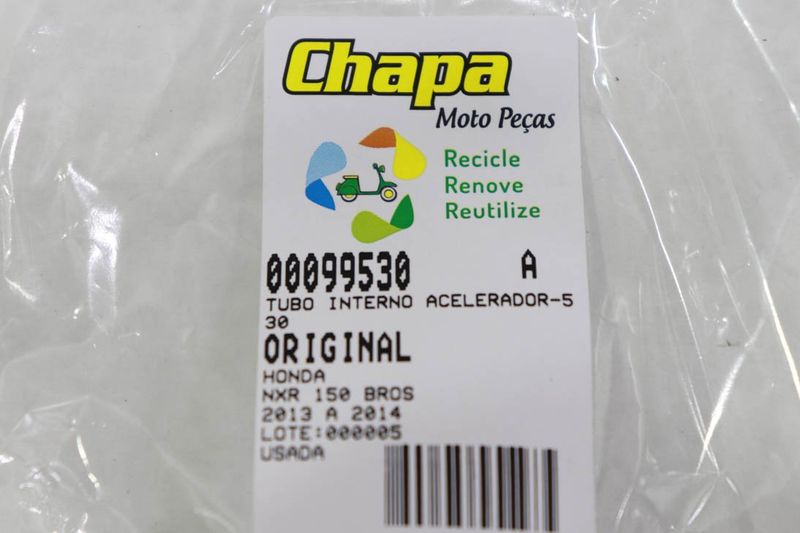 Chapa
Moto Peças
Recicle
Renove
Reutilize
00099530 A
TUBO INTERNO ACELERADOR-5
30
ORIGINAL
HONDA
NXR 150 BROS
2013 A 2014
LOTE:000005
USADA